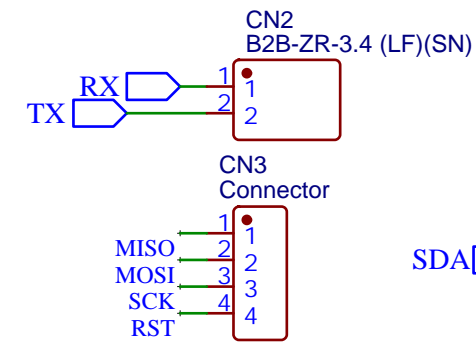 CN2
B2B-ZR-3.4 (LF)(SN)
RX 1 1
TX 2 2
CN3
Connector
1 1
MISO 2 2
MOSI 3 3
SCK 4 4
RST
SDA